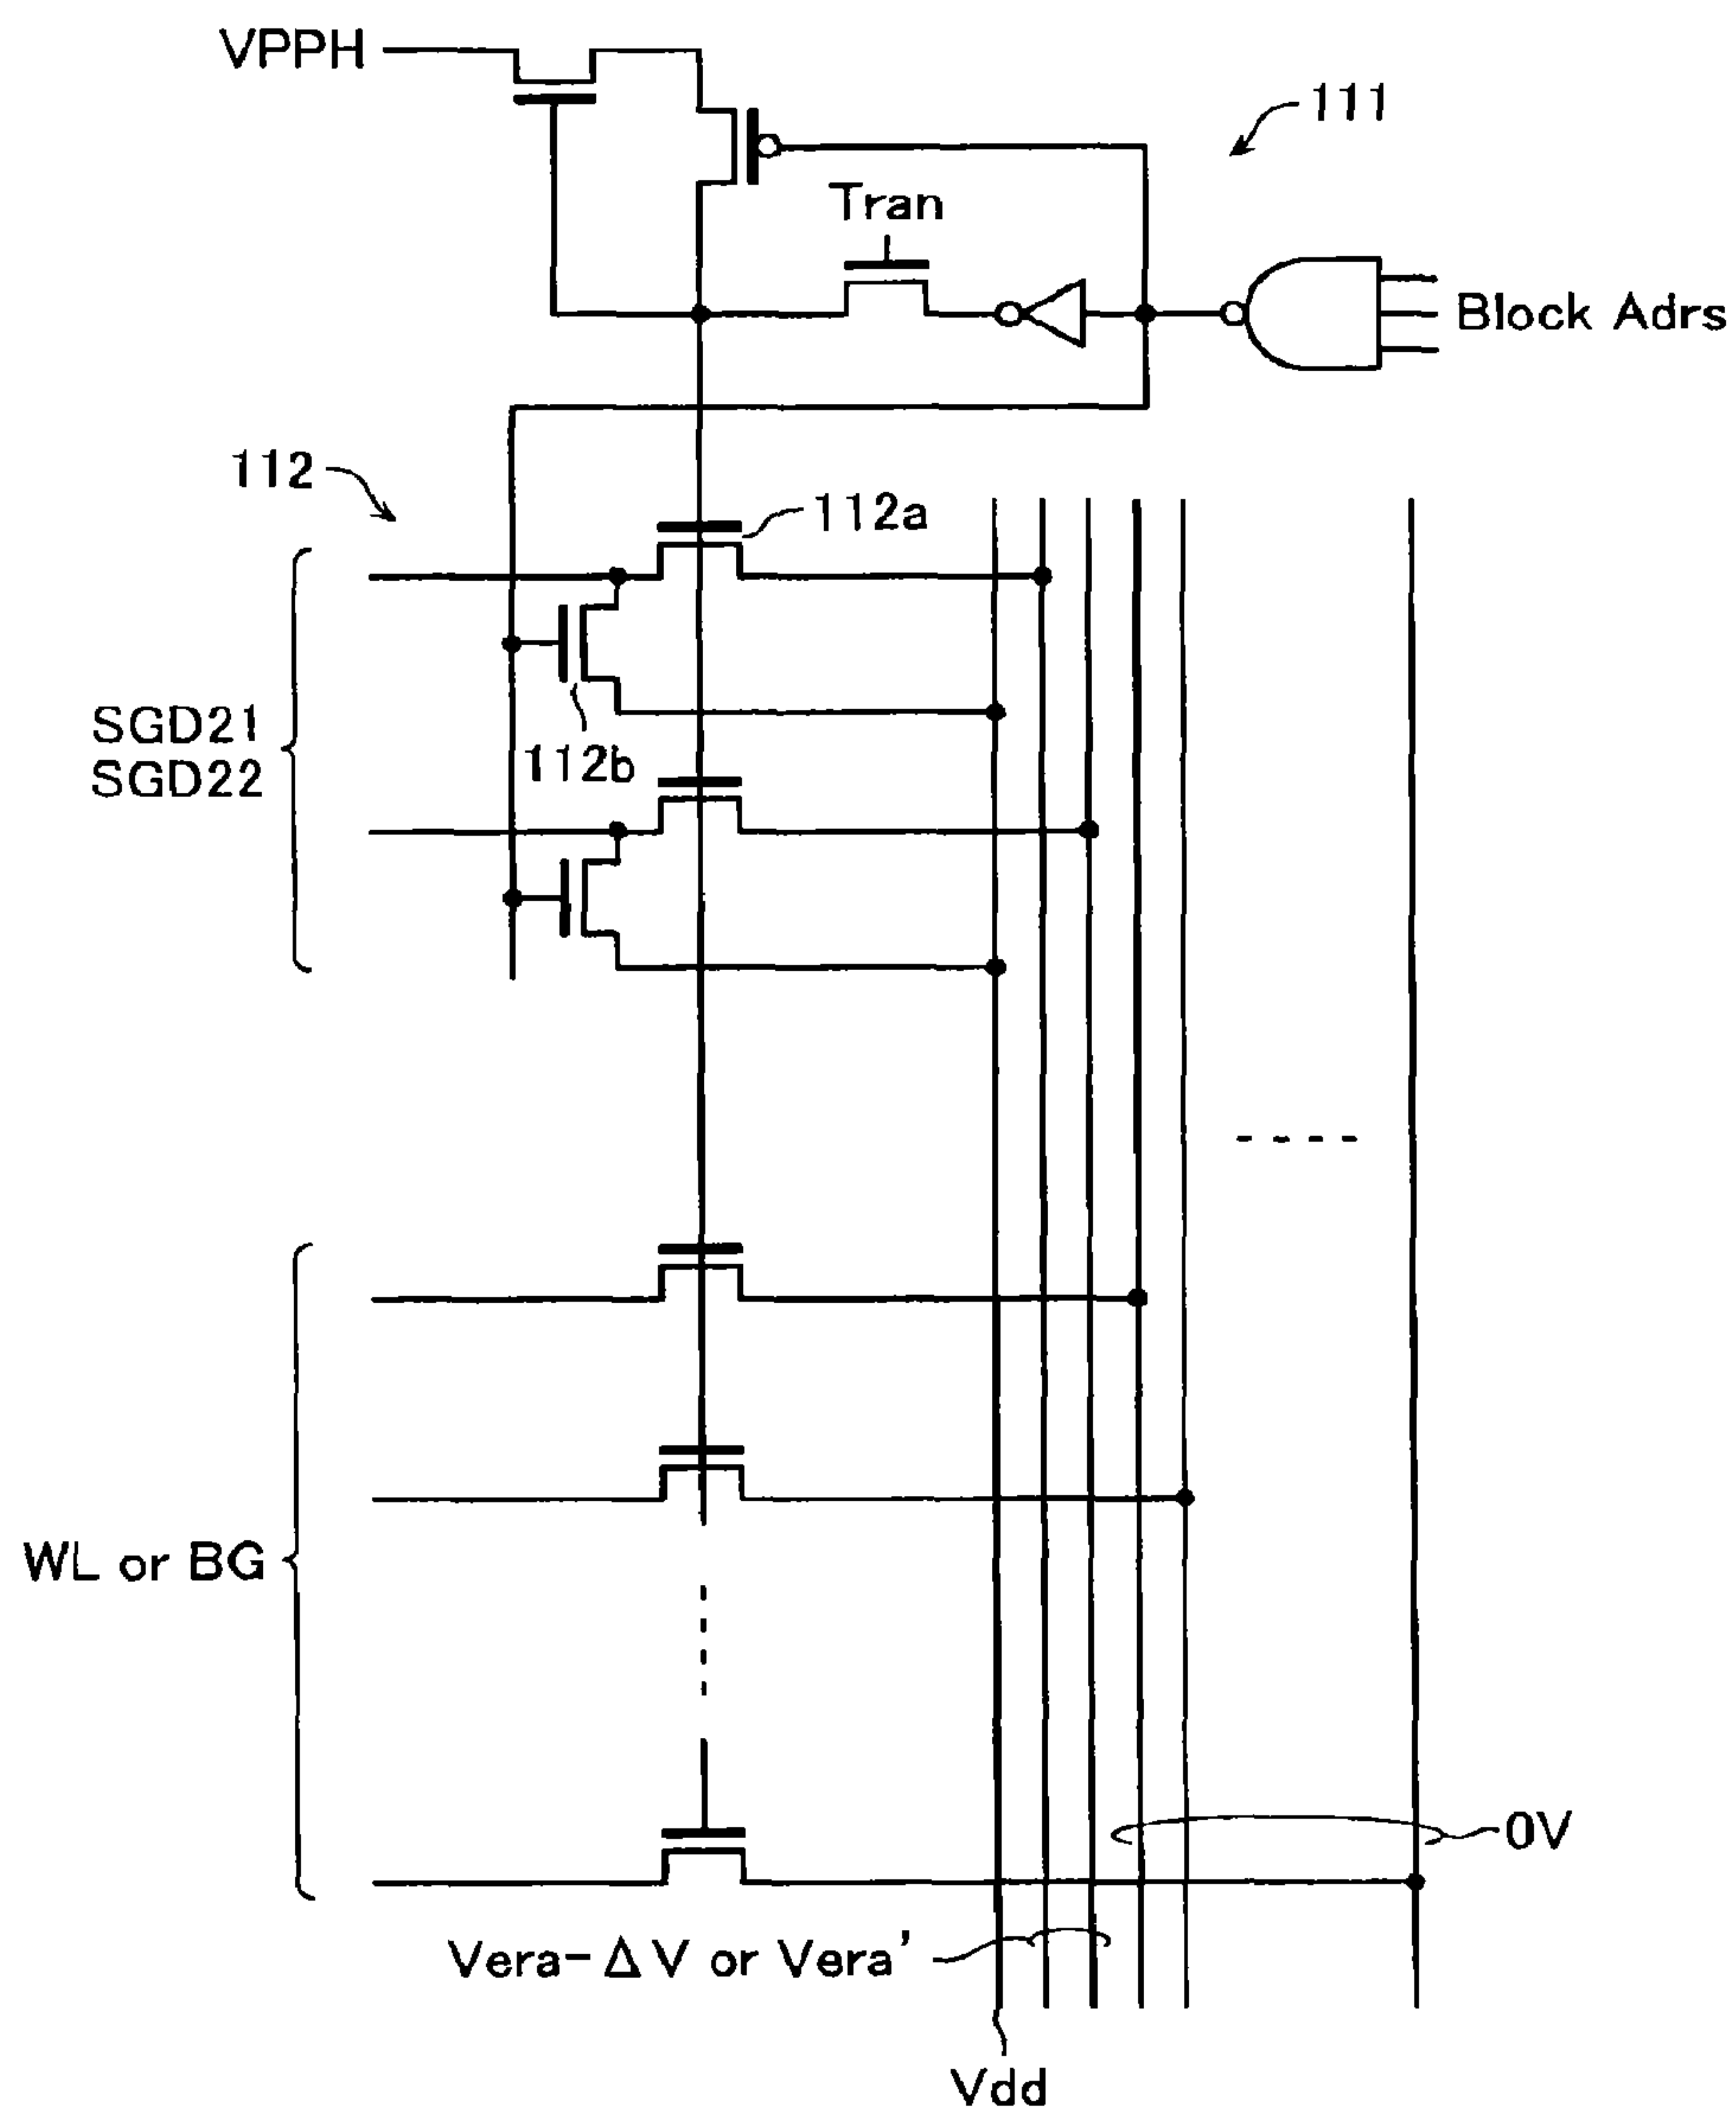 VPPH
111
Tran
Block Adrs
112
112a
SGD21
SGD22
112b
WL or BG
0V
Vera-ΔV or Vera'
Vdd